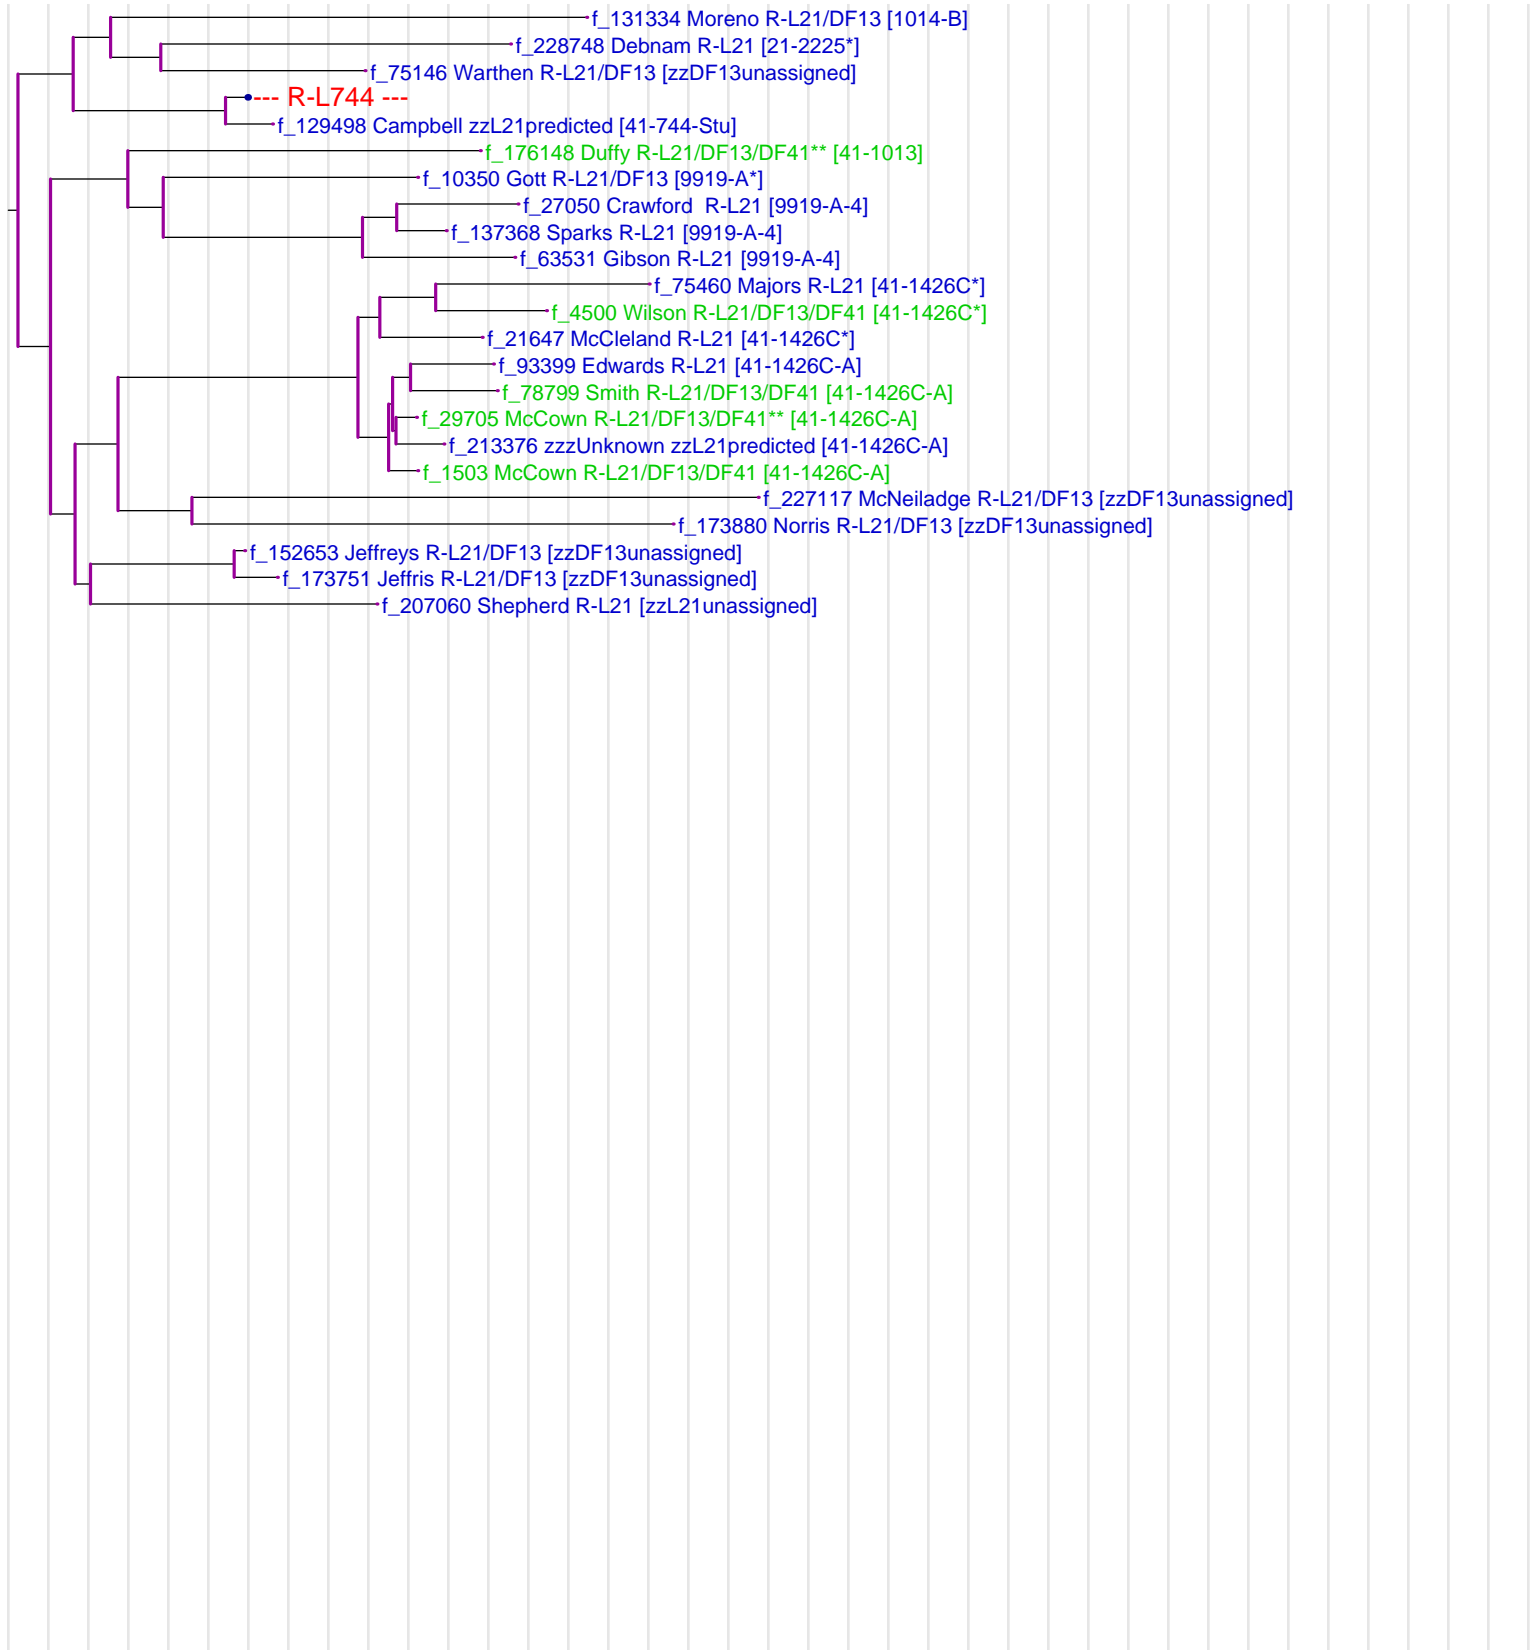 f_131334 Moreno R-L21/DF13 [1014-B]
f_228748 Debnam R-L21 [21-2225*]
f_75146 Warthen R-L21/DF13 [zzDF13unassigned]
--- R-L744 ---
f_129498 Campbell zzL21predicted [41-744-Stu]
f_176148 Duffy R-L21/DF13/DF41** [41-1013]
f_10350 Gott R-L21/DF13 [9919-A*]
f_27050 Crawford  R-L21 [9919-A-4]
f_137368 Sparks R-L21 [9919-A-4]
f_63531 Gibson R-L21 [9919-A-4]
f_75460 Majors R-L21 [41-1426C*]
f_4500 Wilson R-L21/DF13/DF41 [41-1426C*]
f_21647 McCleland R-L21 [41-1426C*]
f_93399 Edwards R-L21 [41-1426C-A]
f_78799 Smith R-L21/DF13/DF41 [41-1426C-A]
f_29705 McCown R-L21/DF13/DF41** [41-1426C-A]
f_213376 zzzUnknown zzL21predicted [41-1426C-A]
f_1503 McCown R-L21/DF13/DF41 [41-1426C-A]
f_227117 McNeiladge R-L21/DF13 [zzDF13unassigned]
f_173880 Norris R-L21/DF13 [zzDF13unassigned]
f_152653 Jeffreys R-L21/DF13 [zzDF13unassigned]
f_173751 Jeffris R-L21/DF13 [zzDF13unassigned]
f_207060 Shepherd R-L21 [zzL21unassigned]